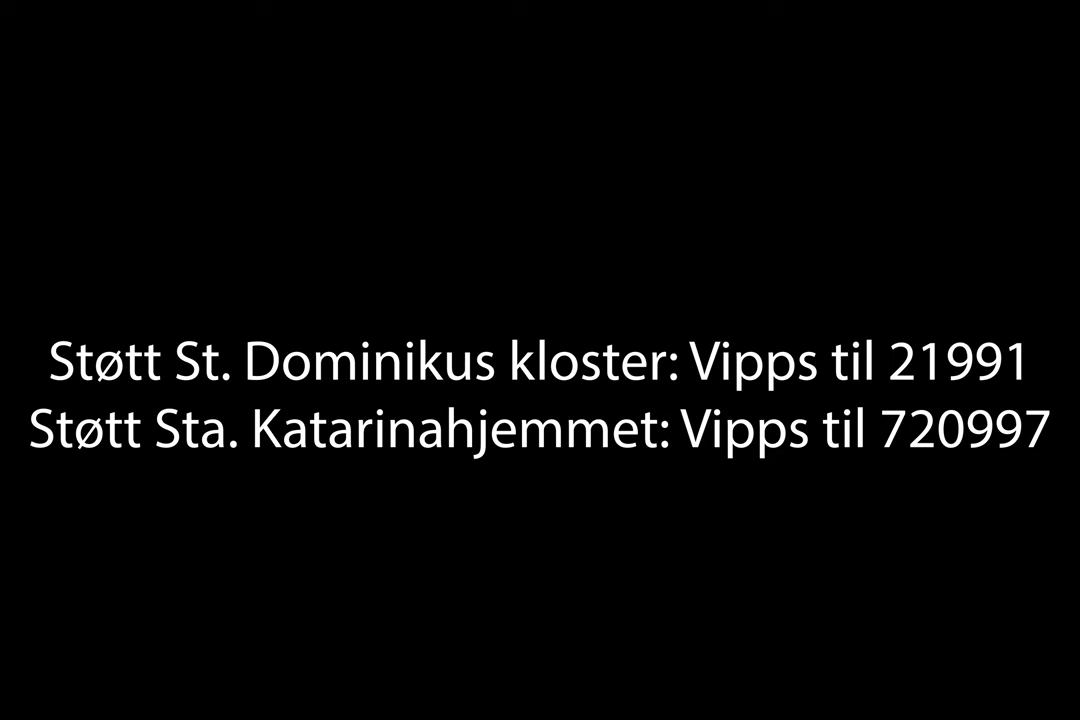 Støtt St. Dominikus kloster: Vipps til 21991
Støtt Sta. Katarinahjemmet: Vipps til 720997